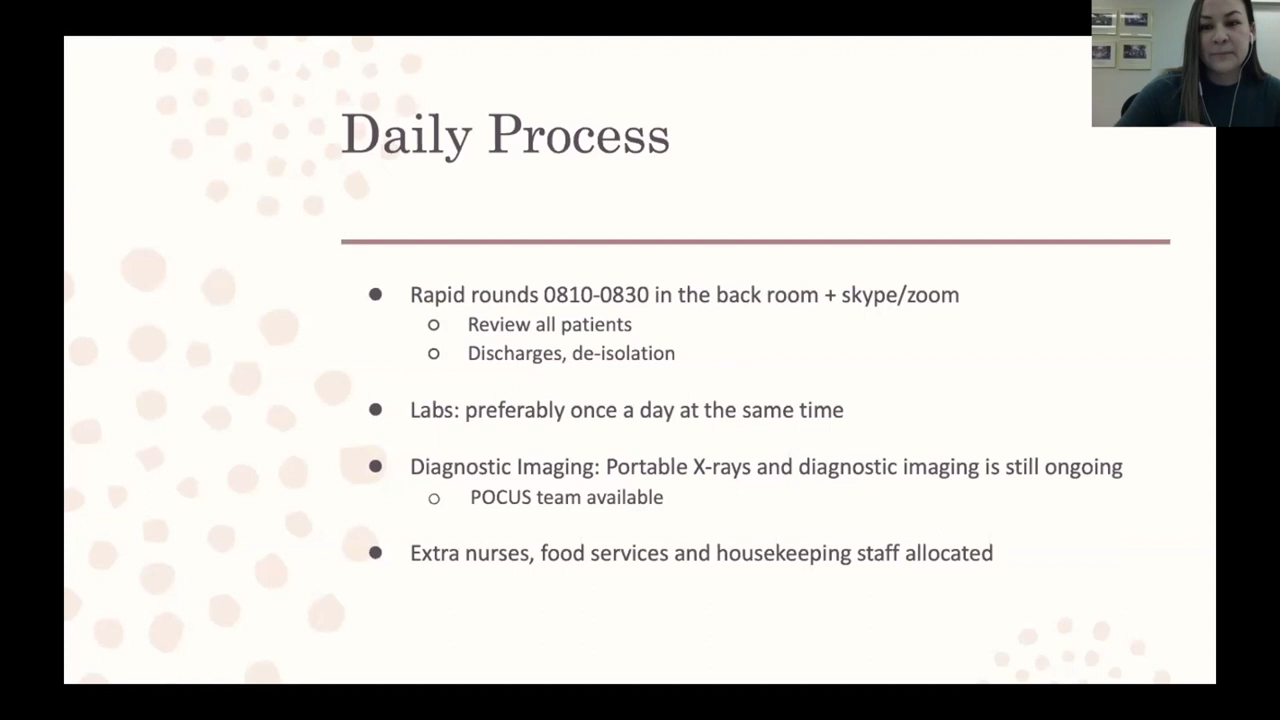 Daily Process
● Rapid rounds 0810-0830 in the back room + skype/zoom
○ Review all patients
○ Discharges, de-isolation
● Labs: preferably once a day at the same time
● Diagnostic Imaging: Portable X-rays and diagnostic imaging is still ongoing
○ POCUS team available
● Extra nurses, food services and housekeeping staff allocated